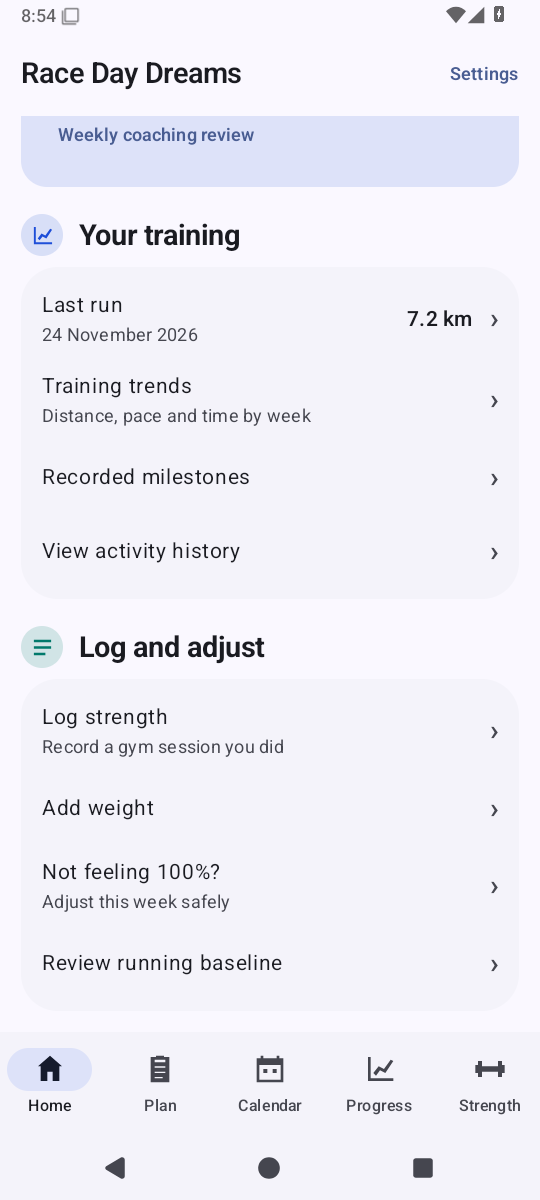 8:54
Race Day Dreams
Settings
Weekly coaching review
Your training
Last run
24 November 2026
7.2 km
Training trends
Distance, pace and time by week
Recorded milestones
View activity history
Log and adjust
Log strength
Record a gym session you did
Add weight
Not feeling 100%?
Adjust this week safely
Review running baseline
Home
Plan
Calendar
Progress
Strength